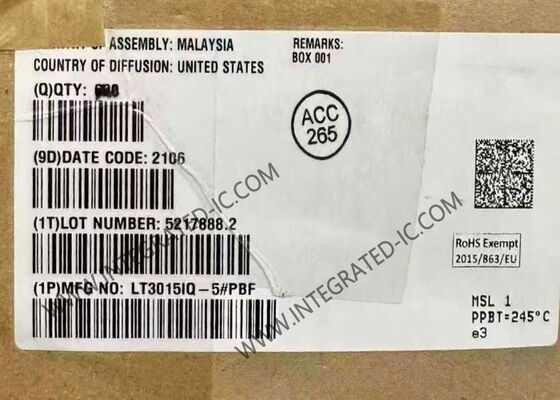 COUNTRY OF ASSEMBLY: MALAYSIA
COUNTRY OF DIFFUSION: UNITED STATES
(Q)QTY:
(9D)DATE CODE: 2106
(1T)LOT NUMBER: 5217888.2
(1P)MFG NO: LT3015IQ-5#PBF
REMARKS:
BOX 001
ACC
265
RoHS Exempt
2015/863/EU
MSL 1
PPBT=245°C
e3
WWW.INTEGRATED-IC.COM
WWW.INTEGRATED-IC.COM